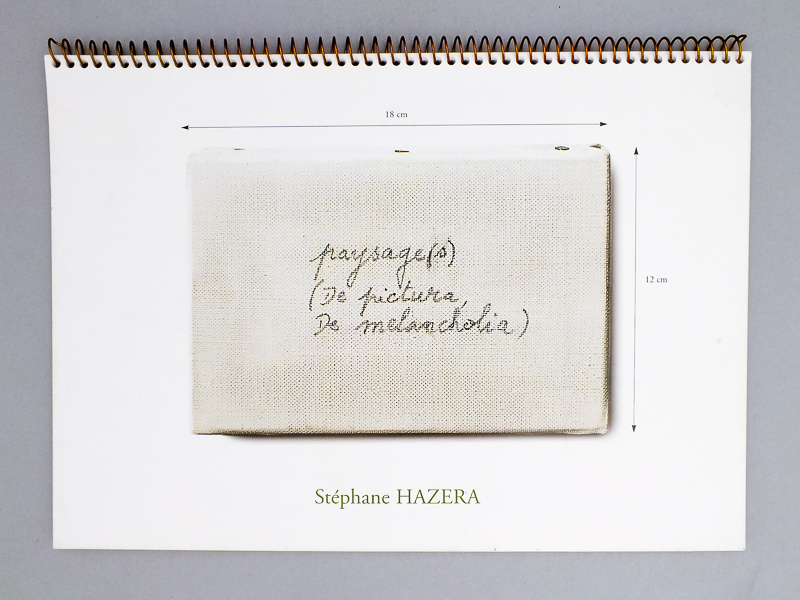 18 cm
paysage(s)
(De pictura,
De melancholia)
12 cm
Stéphane HAZERA